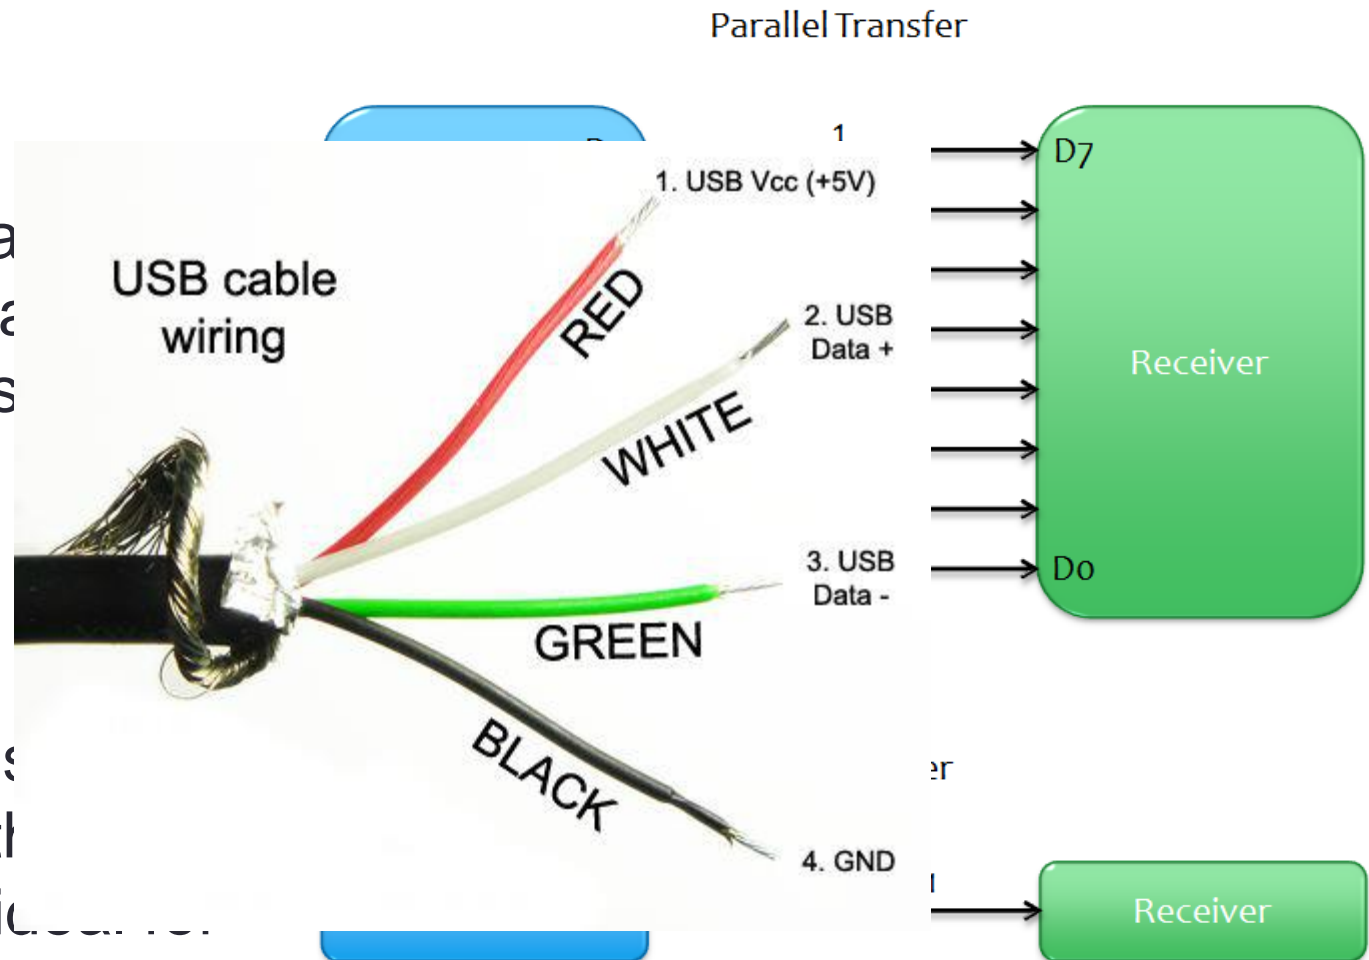 Parallel Transfer
1
D7
1. USB Vcc (+5V)
USB cable
wiring
RED
2. USB
Data +
WHITE
Receiver
3. USB
Data -
D0
GREEN
BLACK
4. GND
Receiver